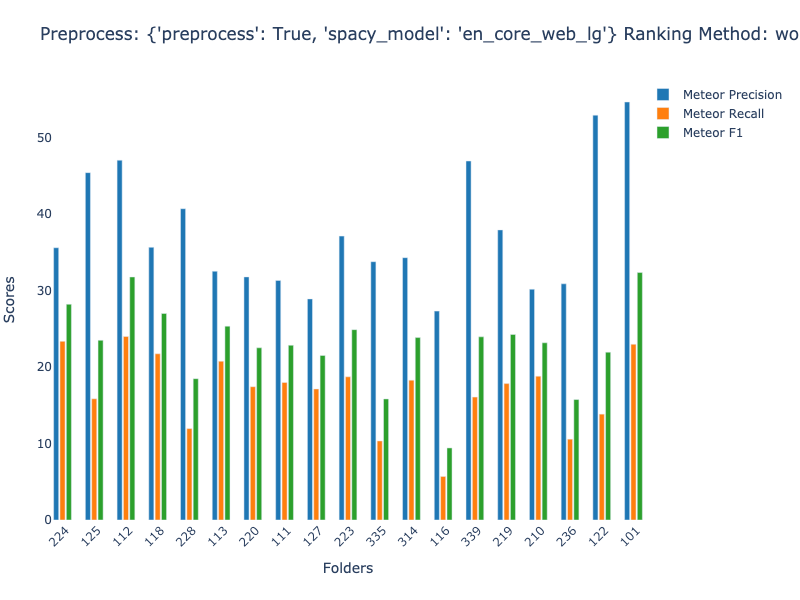 Preprocess: {'preprocess': True, 'spacy_model': 'en_core_web_lg'} Ranking Method: wo
Meteor Precision
Meteor Recall
Meteor F1
50
40
30
20
10
0
Scores
224 125 112 118 228 113 220 111 127 223 335 314 116 339 219 210 236 122 101
Folders